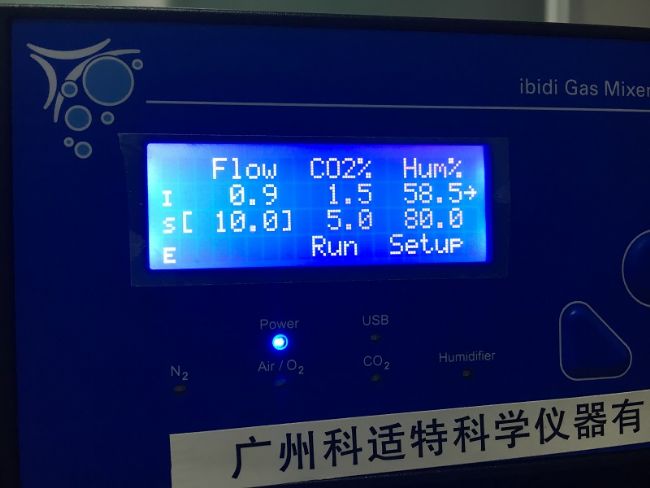 ibidi Gas Mixer
Flow CO2% Hum%
I 0.9 1.5 58.5→
S[ 10.0] 5.0 80.0
E Run Setup
Power USB
N₂ Air / O₂ CO₂ Humidifier
广州科适特科学仪器有